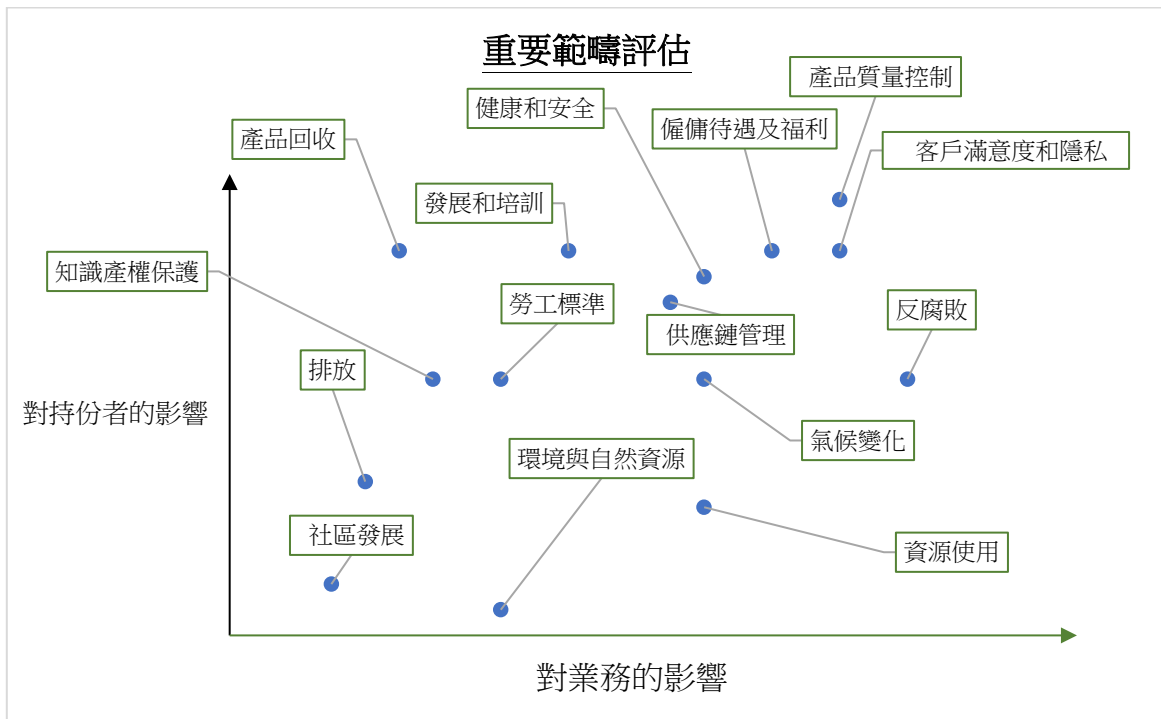 重要範疇評估
產品質量控制
健康和安全
僱傭待遇及福利
產品回收
客戶滿意度和隱私
發展和培訓
知識產權保護
勞工標準
反腐敗
供應鏈管理
排放
對持份者的影響
氣候變化
環境與自然資源
社區發展
資源使用
對業務的影響